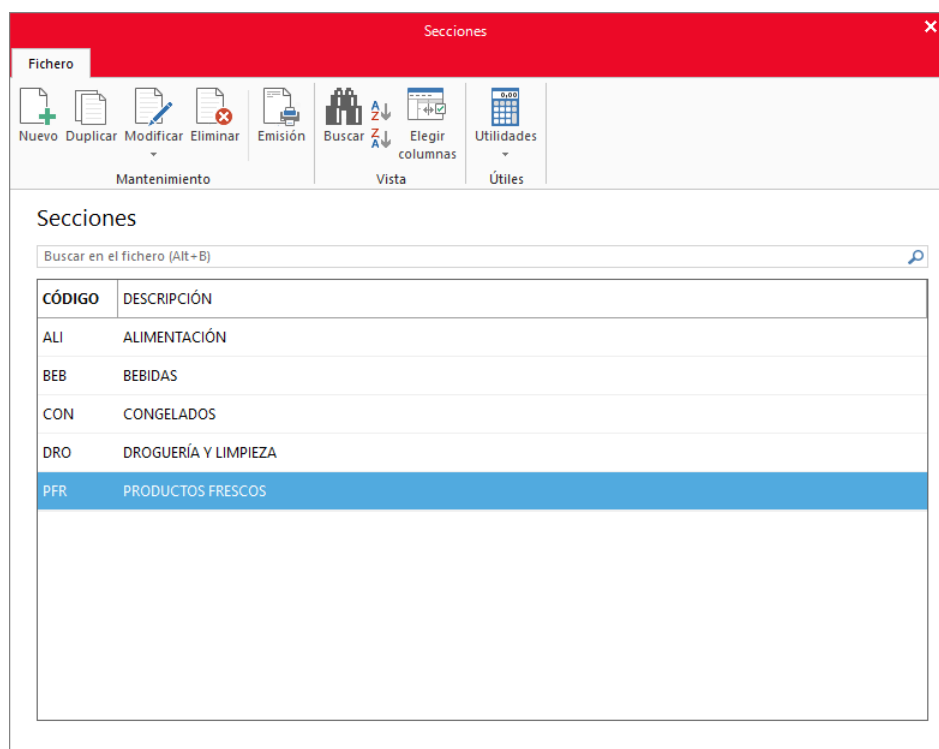 Secciones
Fichero
Nuevo Duplicar Modificar Eliminar Emisión Buscar Elegir columnas Utilidades
Mantenimiento Vista Útiles
Secciones
Buscar en el fichero (Alt+B)
CÓDIGO DESCRIPCIÓN
ALI ALIMENTACIÓN
BEB BEBIDAS
CON CONGELADOS
DRO DROGUERÍA Y LIMPIEZA
PFR PRODUCTOS FRESCOS